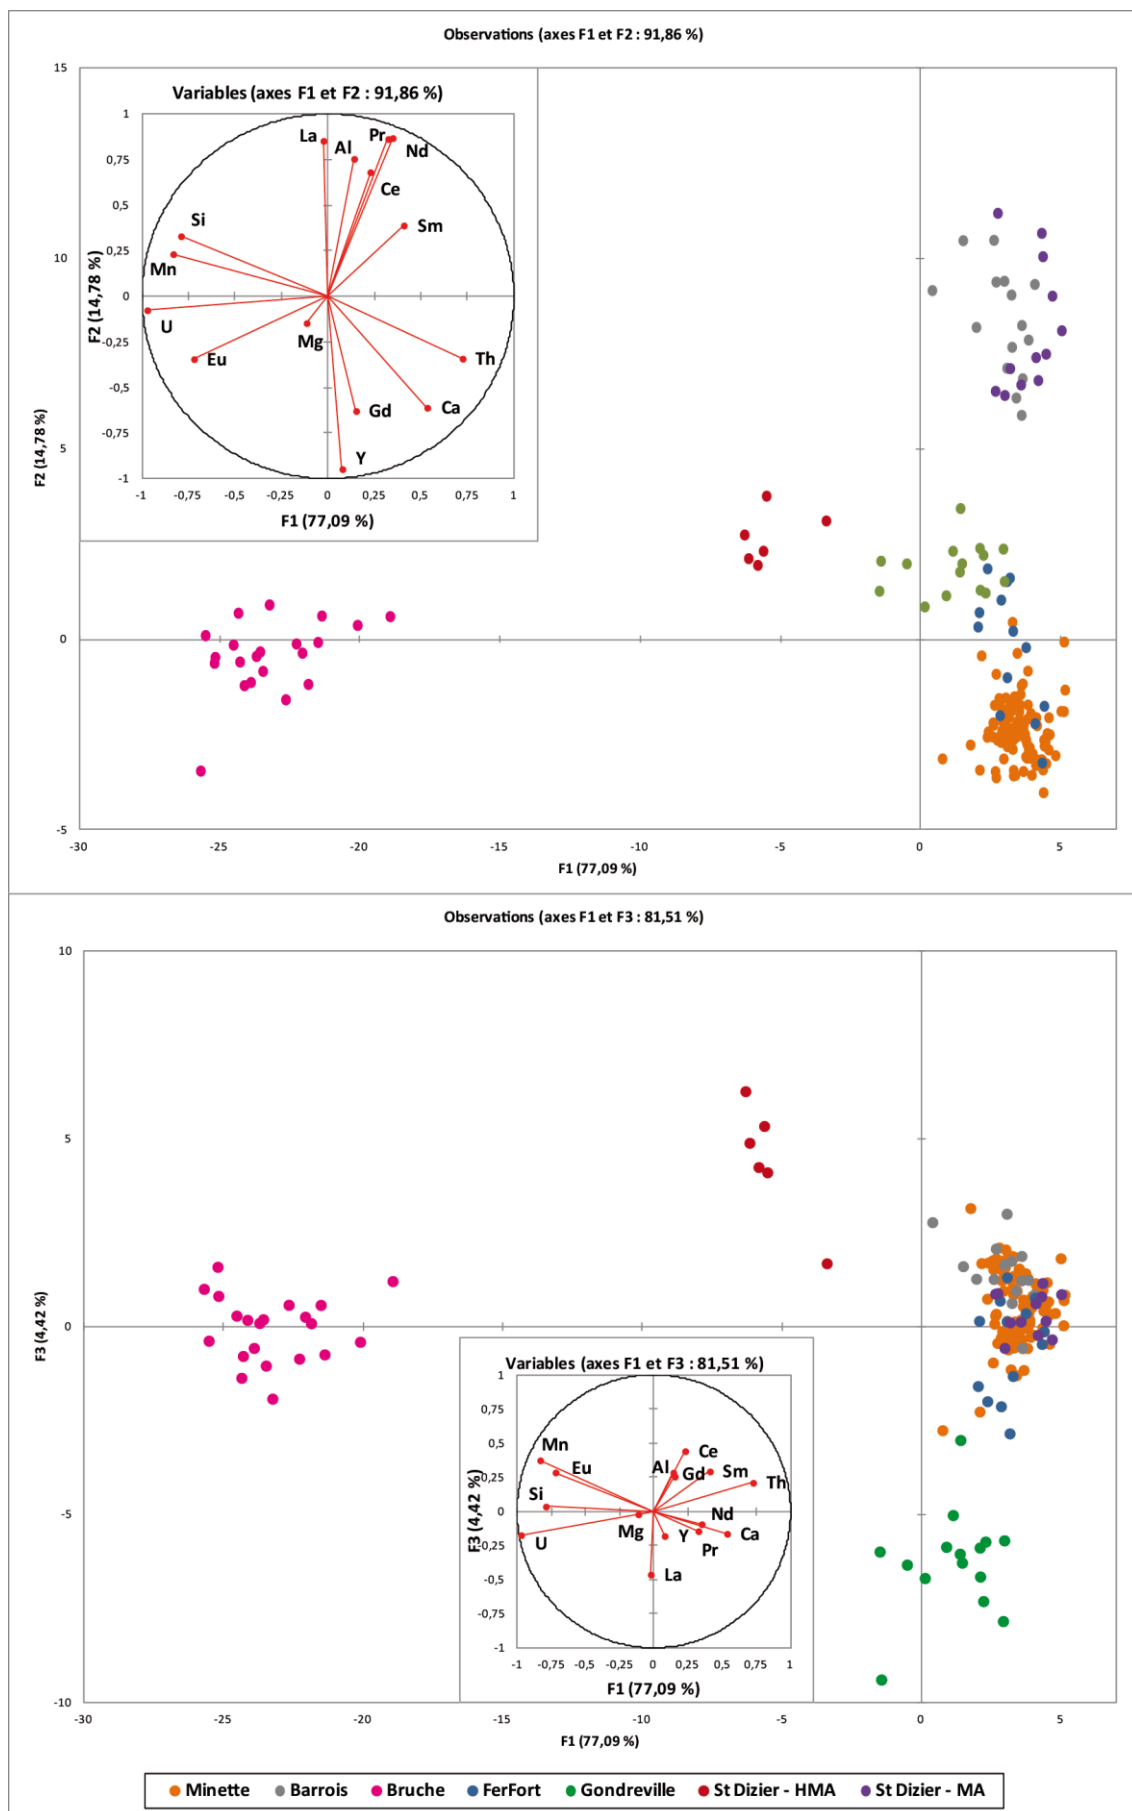 Observations (axes F1 et F2 : 91,86 %)
15
10
5
0
-5
F2 (14,78 %)
Variables (axes F1 et F2 : 91,86 %)
1
0,75
0,5
0,25
0
-0,25
-0,5
-0,75
-1
F2 (14,78 %)
La
Al
Pr
Nd
Ce
Sm
Si
Mn
U
Eu
Mg
Th
Gd
Ca
Y
-1 -0,75 -0,5 -0,25 0 0,25 0,5 0,75 1
F1 (77,09 %)
-30 -25 -20 -15 -10 -5 0 5
F1 (77,09 %)
Observations (axes F1 et F3 : 81,51 %)
10
5
0
-5
-10
F3 (4,42 %)
Variables (axes F1 et F3 : 81,51 %)
1
0,75
0,5
0,25
0
-0,25
-0,5
-0,75
-1
F3 (4,42 %)
Mn
Eu
Si
U
Mg
Al
Ce
Gd
Sm
Th
Nd
Ca
Y
Pr
La
-1 -0,75 -0,5 -0,25 0 0,25 0,5 0,75 1
F1 (77,09 %)
-30 -25 -20 -15 -10 -5 0 5
F1 (77,09 %)
Minette Barrois Bruche FerFort Gondreville St Dizier - HMA St Dizier - MA